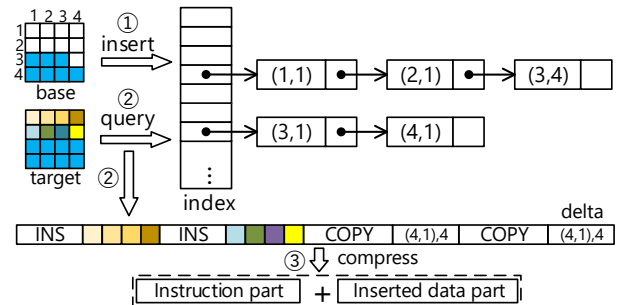 1 2 3 4
1
2
3
4
base
① insert
(1,1) (2,1) (3,4)
② query
(3,1) (4,1)
target
②
⋮
index
delta
INS INS COPY (4,1),4 COPY (4,1),4
③ compress
Instruction part + Inserted data part